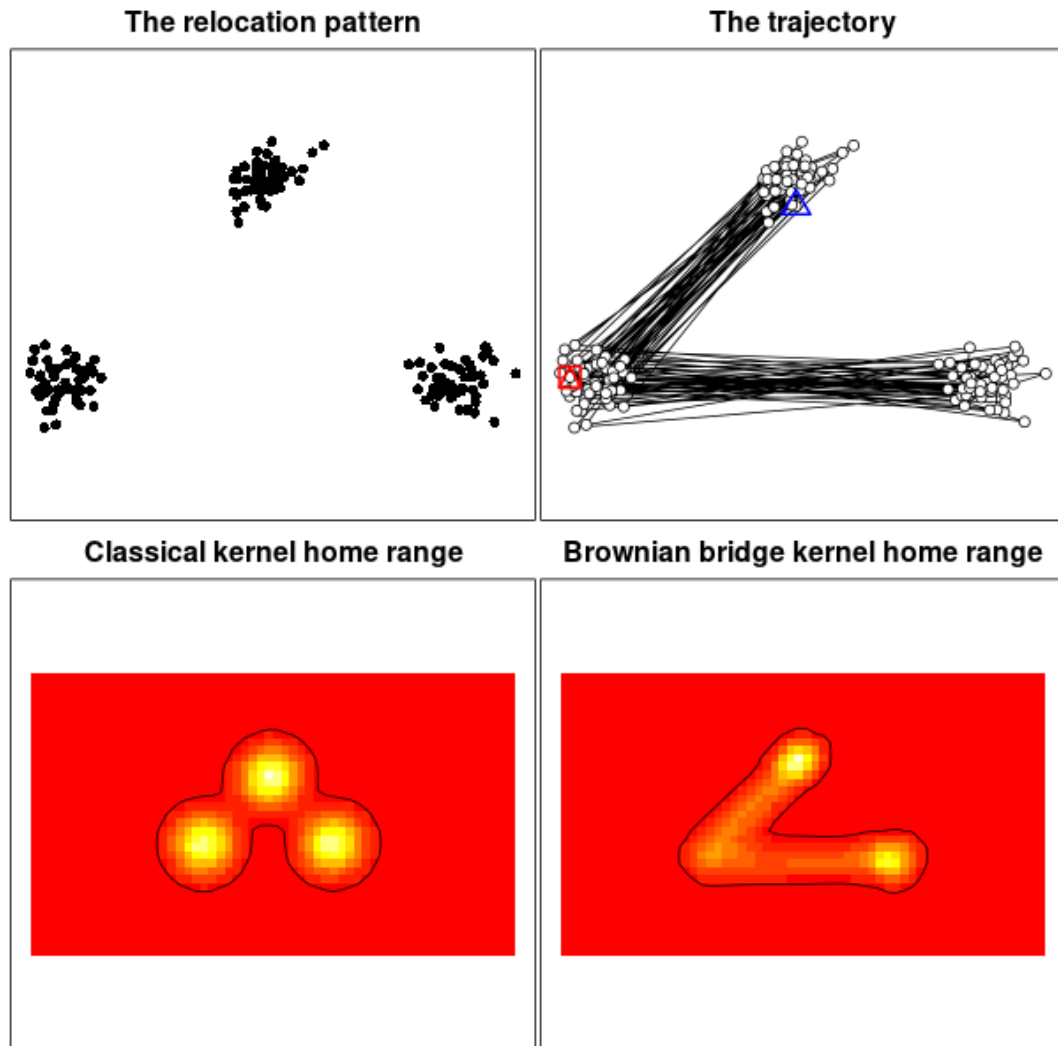 The relocation pattern
The trajectory
Classical kernel home range
Brownian bridge kernel home range